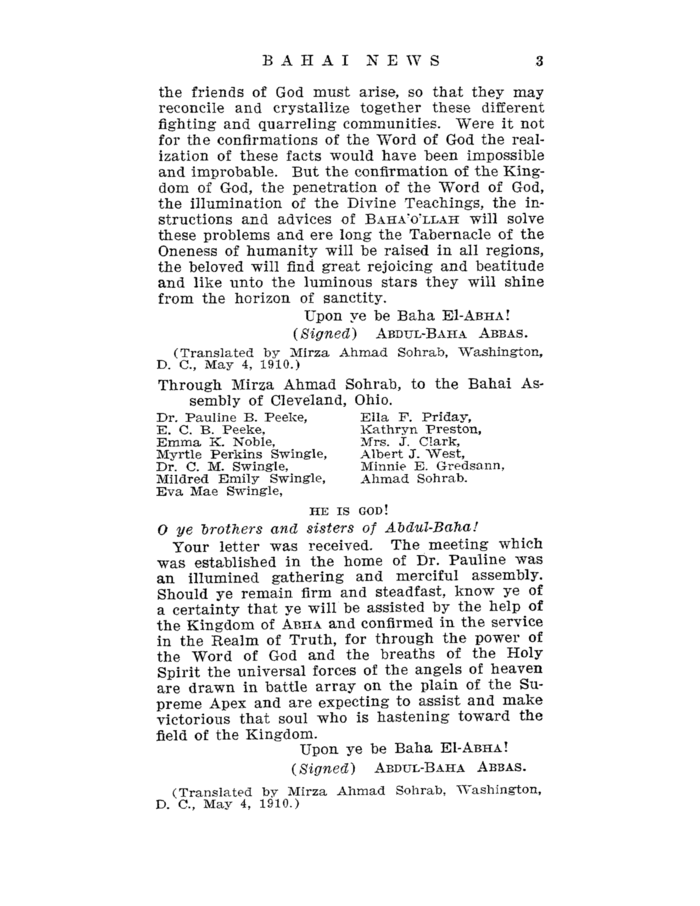 BAHAI NEWS 3
the friends of God must arise, so that they may
reconcile and crystallize together these different
fighting and quarreling communities. Were it not
for the confirmations of the Word of God the real-
ization of these facts would have been impossible
and improbable. But the confirmation of the King-
dom of God, the penetration of the Word of God,
the illumination of the Divine Teachings, the in-
structions and advices of BAHA'O'LLAH will solve
these problems and ere long the Tabernacle of the
Oneness of humanity will be raised in all regions,
the beloved will find great rejoicing and beatitude
and like unto the luminous stars they will shine
from the horizon of sanctity.
Upon ye be Baha El-ABHA!
(Signed) ABDUL-BAHA ABBAS.
(Translated by Mirza Ahmad Sohrab, Washington,
D. C., May 4, 1910.)
Through Mirza Ahmad Sohrab, to the Bahai As-
sembly of Cleveland, Ohio.
Dr. Pauline B. Peeke,
E. C. B. Peeke,
Emma K. Noble,
Myrtle Perkins Swingle,
Dr. C. M. Swingle,
Mildred Emily Swingle,
Eva Mae Swingle,
Ella F. Priday,
Kathryn Preston,
Mrs. J. Clark,
Albert J. West,
Minnie E. Gredsann,
Ahmad Sohrab.
HE IS GOD!
O ye brothers and sisters of Abdul-Baha!
Your letter was received. The meeting which
was established in the home of Dr. Pauline was
an illumined gathering and merciful assembly.
Should ye remain firm and steadfast, know ye of
a certainty that ye will be assisted by the help of
the Kingdom of ABHA and confirmed in the service
in the Realm of Truth, for through the power of
the Word of God and the breaths of the Holy
Spirit the universal forces of the angels of heaven
are drawn in battle array on the plain of the Su-
preme Apex and are expecting to assist and make
victorious that soul who is hastening toward the
field of the Kingdom.
Upon ye be Baha El-ABHA!
(Signed) ABDUL-BAHA ABBAS.
(Translated by Mirza Ahmad Sohrab, Washington,
D. C., May 4, 1910.)